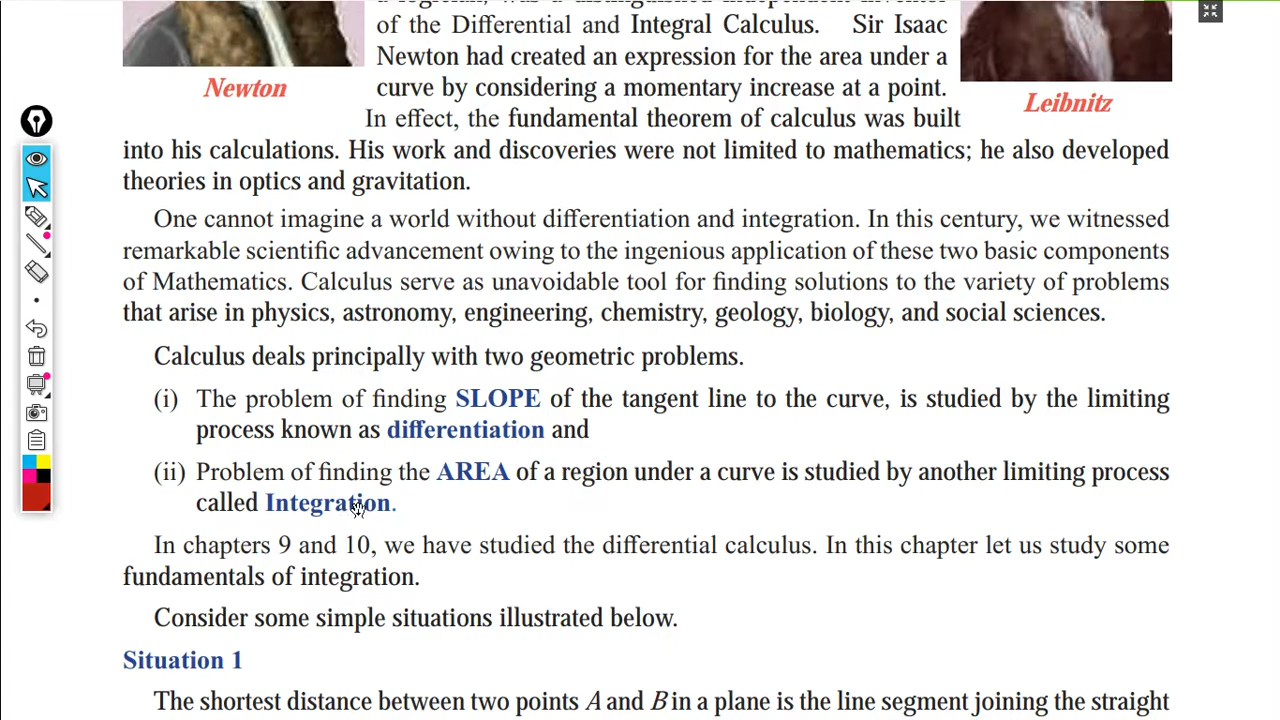 of the Differential and Integral Calculus. Sir Isaac
Newton had created an expression for the area under a
curve by considering a momentary increase at a point.
Newton
Leibnitz
In effect, the fundamental theorem of calculus was built
into his calculations. His work and discoveries were not limited to mathematics; he also developed
theories in optics and gravitation.
One cannot imagine a world without differentiation and integration. In this century, we witnessed
remarkable scientific advancement owing to the ingenious application of these two basic components
of Mathematics. Calculus serve as unavoidable tool for finding solutions to the variety of problems
that arise in physics, astronomy, engineering, chemistry, geology, biology, and social sciences.
Calculus deals principally with two geometric problems.
(i) The problem of finding SLOPE of the tangent line to the curve, is studied by the limiting
process known as differentiation and
(ii) Problem of finding the AREA of a region under a curve is studied by another limiting process
called Integration.
In chapters 9 and 10, we have studied the differential calculus. In this chapter let us study some
fundamentals of integration.
Consider some simple situations illustrated below.
Situation 1
The shortest distance between two points A and B in a plane is the line segment joining the straight